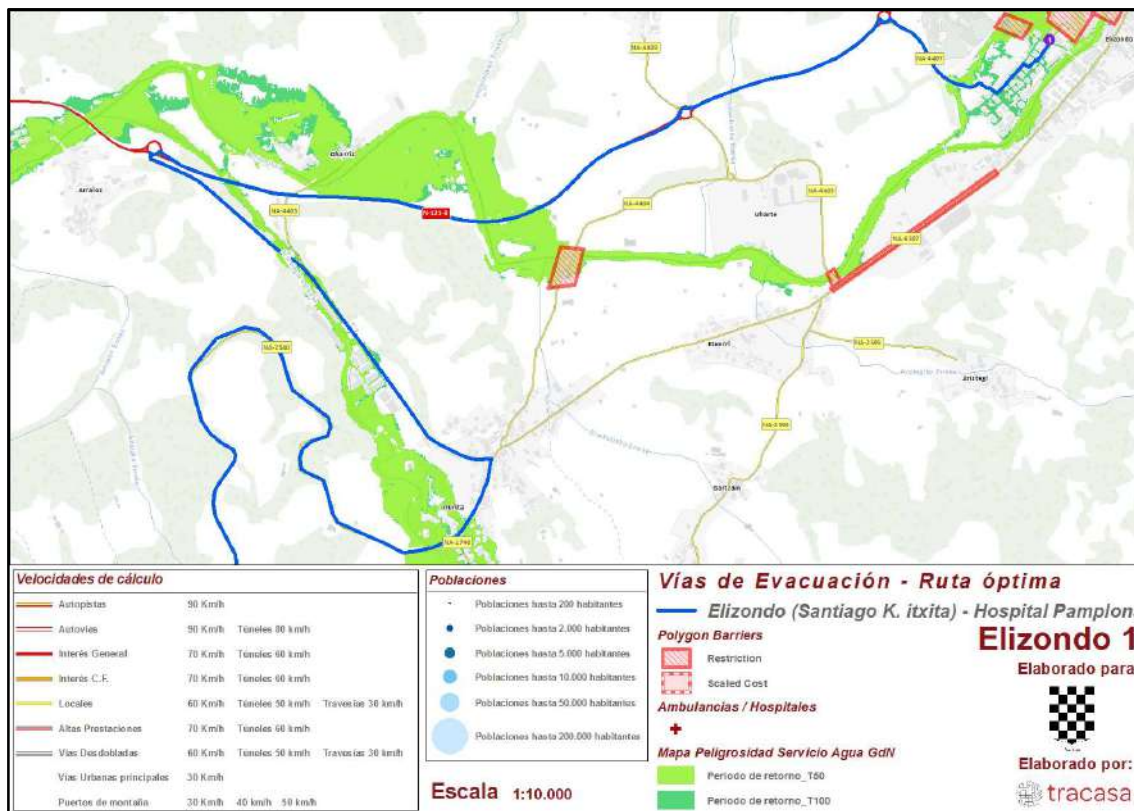 NA-4407
Elizondo
1
NA-4403
N-121-B
NA-4404
NA-4403
Uharte
NA-2540
Arraioz
Irurita
Gartzain
Velocidades de cálculo
Autopistas 90 Km/h
Autovías 90 Km/h Túneles 80 km/h
Interés General 70 Km/h Túneles 60 km/h
Interés C.F. 70 Km/h Túneles 60 km/h
Locales 60 Km/h Túneles 50 km/h Travesías 30 km/h
Altas Prestaciones 70 Km/h Túneles 60 km/h
Vías Desdobladas 60 Km/h Túneles 50 km/h Travesías 30 km/h
Vías Urbanas principales 30 Km/h
Puertos de montaña 30 Km/h 40 km/h 50 km/h
Poblaciones
Poblaciones hasta 200 habitantes
Poblaciones hasta 2.000 habitantes
Poblaciones hasta 5.000 habitantes
Poblaciones hasta 10.000 habitantes
Poblaciones hasta 50.000 habitantes
Poblaciones hasta 200.000 habitantes
Escala 1:10.000
Vías de Evacuación - Ruta óptima
Elizondo (Santiago K. itxita) - Hospital Pamplon
Polygon Barriers
Restriction
Scaled Cost
Ambulancias / Hospitales
Mapa Peligrosidad Servicio Agua GdN
Periodo de retorno_T50
Periodo de retorno_T100
Elizondo 1
Elaborado para
Elaborado por:
tracasa